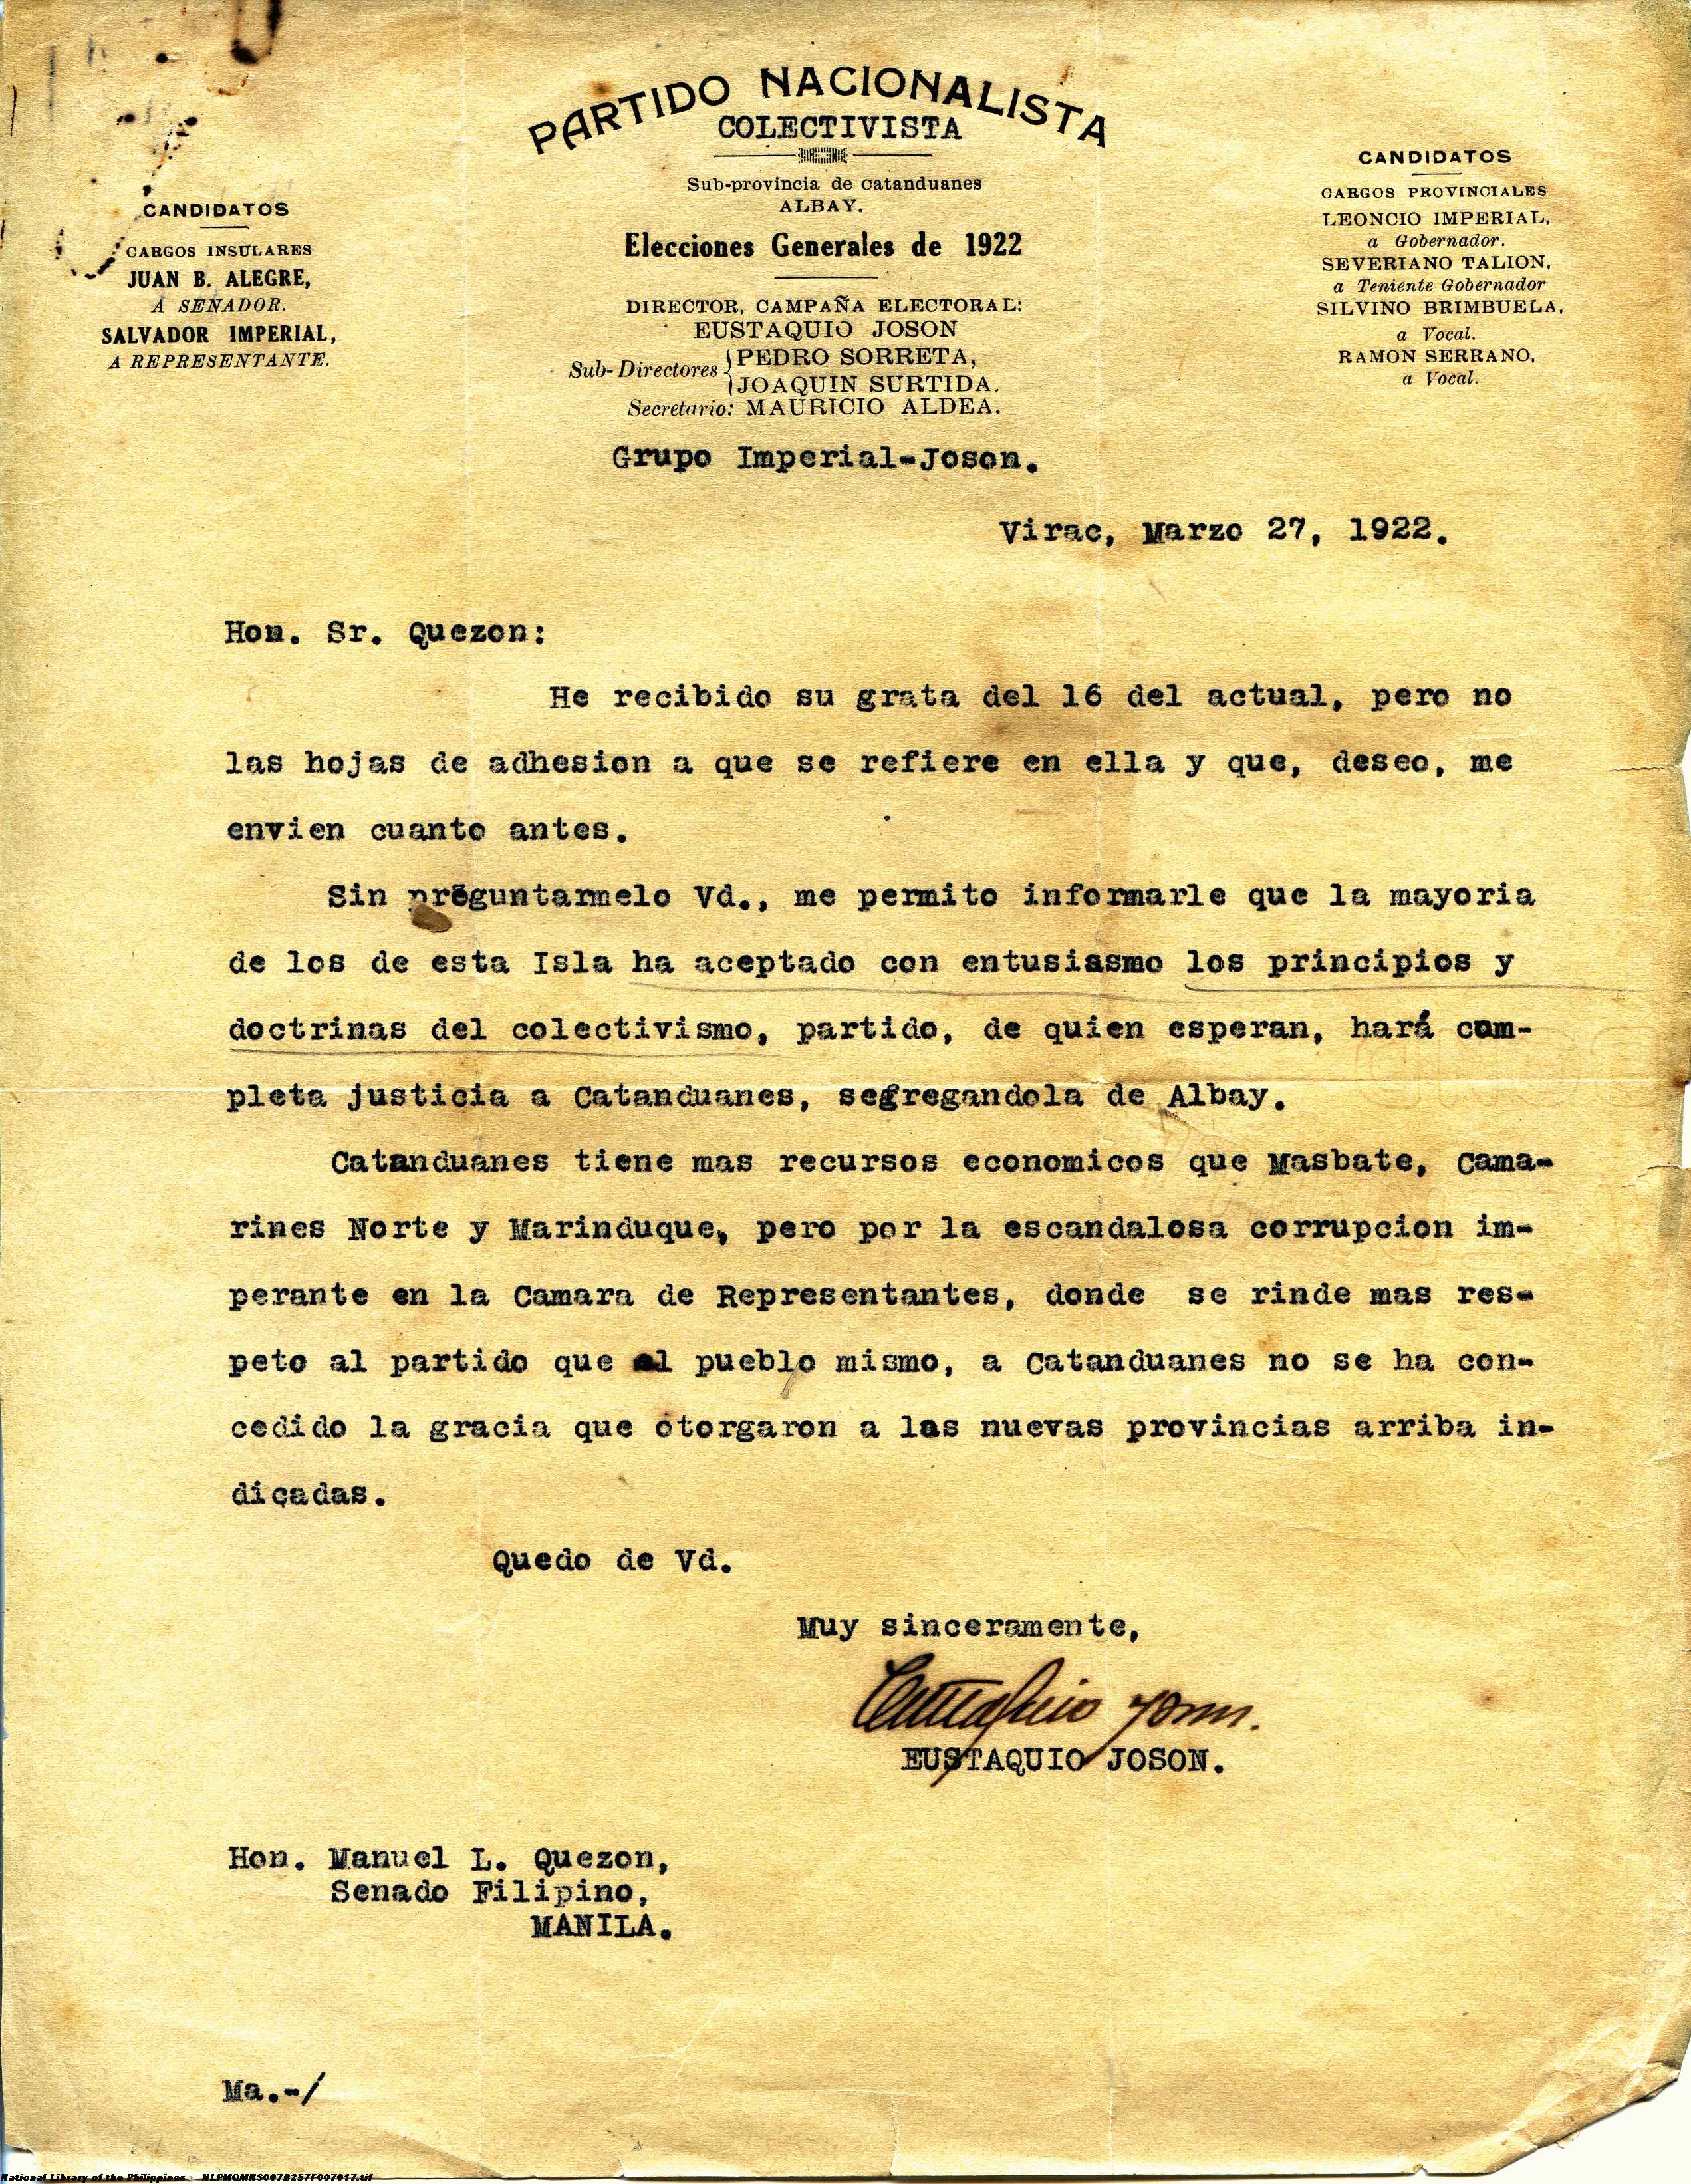 PARTIDO NACIONALISTA
COLECTIVISTA
Sub-provincia de catanduanes
ALBAY.
Elecciones Generales de 1922
DIRECTOR, CAMPAÑA ELECTORAL:
EUSTAQUIO JOSON
Sub-Directores { PEDRO SORRETA,
JOAQUIN SURTIDA.
Secretario: MAURICIO ALDEA.
CANDIDATOS
CARGOS INSULARES
JUAN B. ALEGRE,
A SENADOR.
SALVADOR IMPERIAL,
A REPRESENTANTE.
CANDIDATOS
CARGOS PROVINCIALES
LEONCIO IMPERIAL,
a Gobernador.
SEVERIANO TALION,
a Teniente Gobernador
SILVINO BRIMBUELA,
a Vocal.
RAMON SERRANO,
a Vocal.
Grupo Imperial-Joson.
Virac, Marzo 27, 1922.
Hon. Sr. Quezon:
He recibido su grata del 16 del actual, pero no
las hojas de adhesion a que se refiere en ella y que, deseo, me
envien cuanto antes.
Sin preguntarmelo Vd., me permito informarle que la mayoria
de los de esta Isla ha aceptado con entusiasmo los principios y
doctrinas del colectivismo, partido, de quien esperan, hará com-
pleta justicia a Catanduanes, segregandola de Albay.
Catanduanes tiene mas recursos economicos que Masbate, Cama-
rines Norte y Marinduque, pero por la escandalosa corrupcion im-
perante en la Camara de Representantes, donde se rinde mas res-
peto al partido que al pueblo mismo, a Catanduanes no se ha con-
cedido la gracia que otorgaron a las nuevas provincias arriba in-
dicadas.
Quedo de Vd.
Muy sinceramente,
Eustaquio Joson.
EUSTAQUIO JOSON.
Hon. Manuel L. Quezon,
Senado Filipino,
MANILA.
Ma.-/
National Library of the Philippines NLPMQMNS007B257F007017.tif